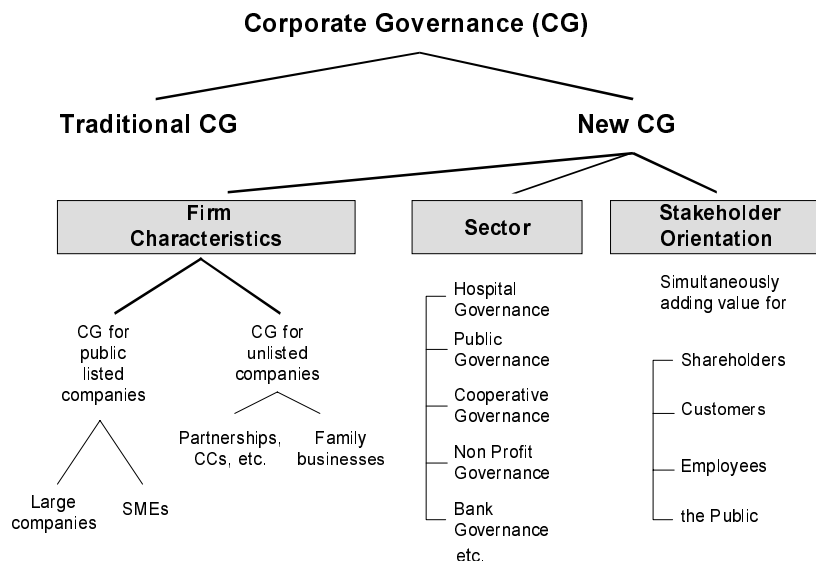 Corporate Governance (CG)
Traditional CG
New CG
Firm
Characteristics
Sector
Stakeholder
Orientation
CG for
public
listed
companies
CG for
unlisted
companies
Large
companies
SMEs
Partnerships,
CCs, etc.
Family
businesses
Hospital
Governance
Public
Governance
Cooperative
Governance
Non Profit
Governance
Bank
Governance
etc.
Simultaneously
adding value for
Shareholders
Customers
Employees
the Public